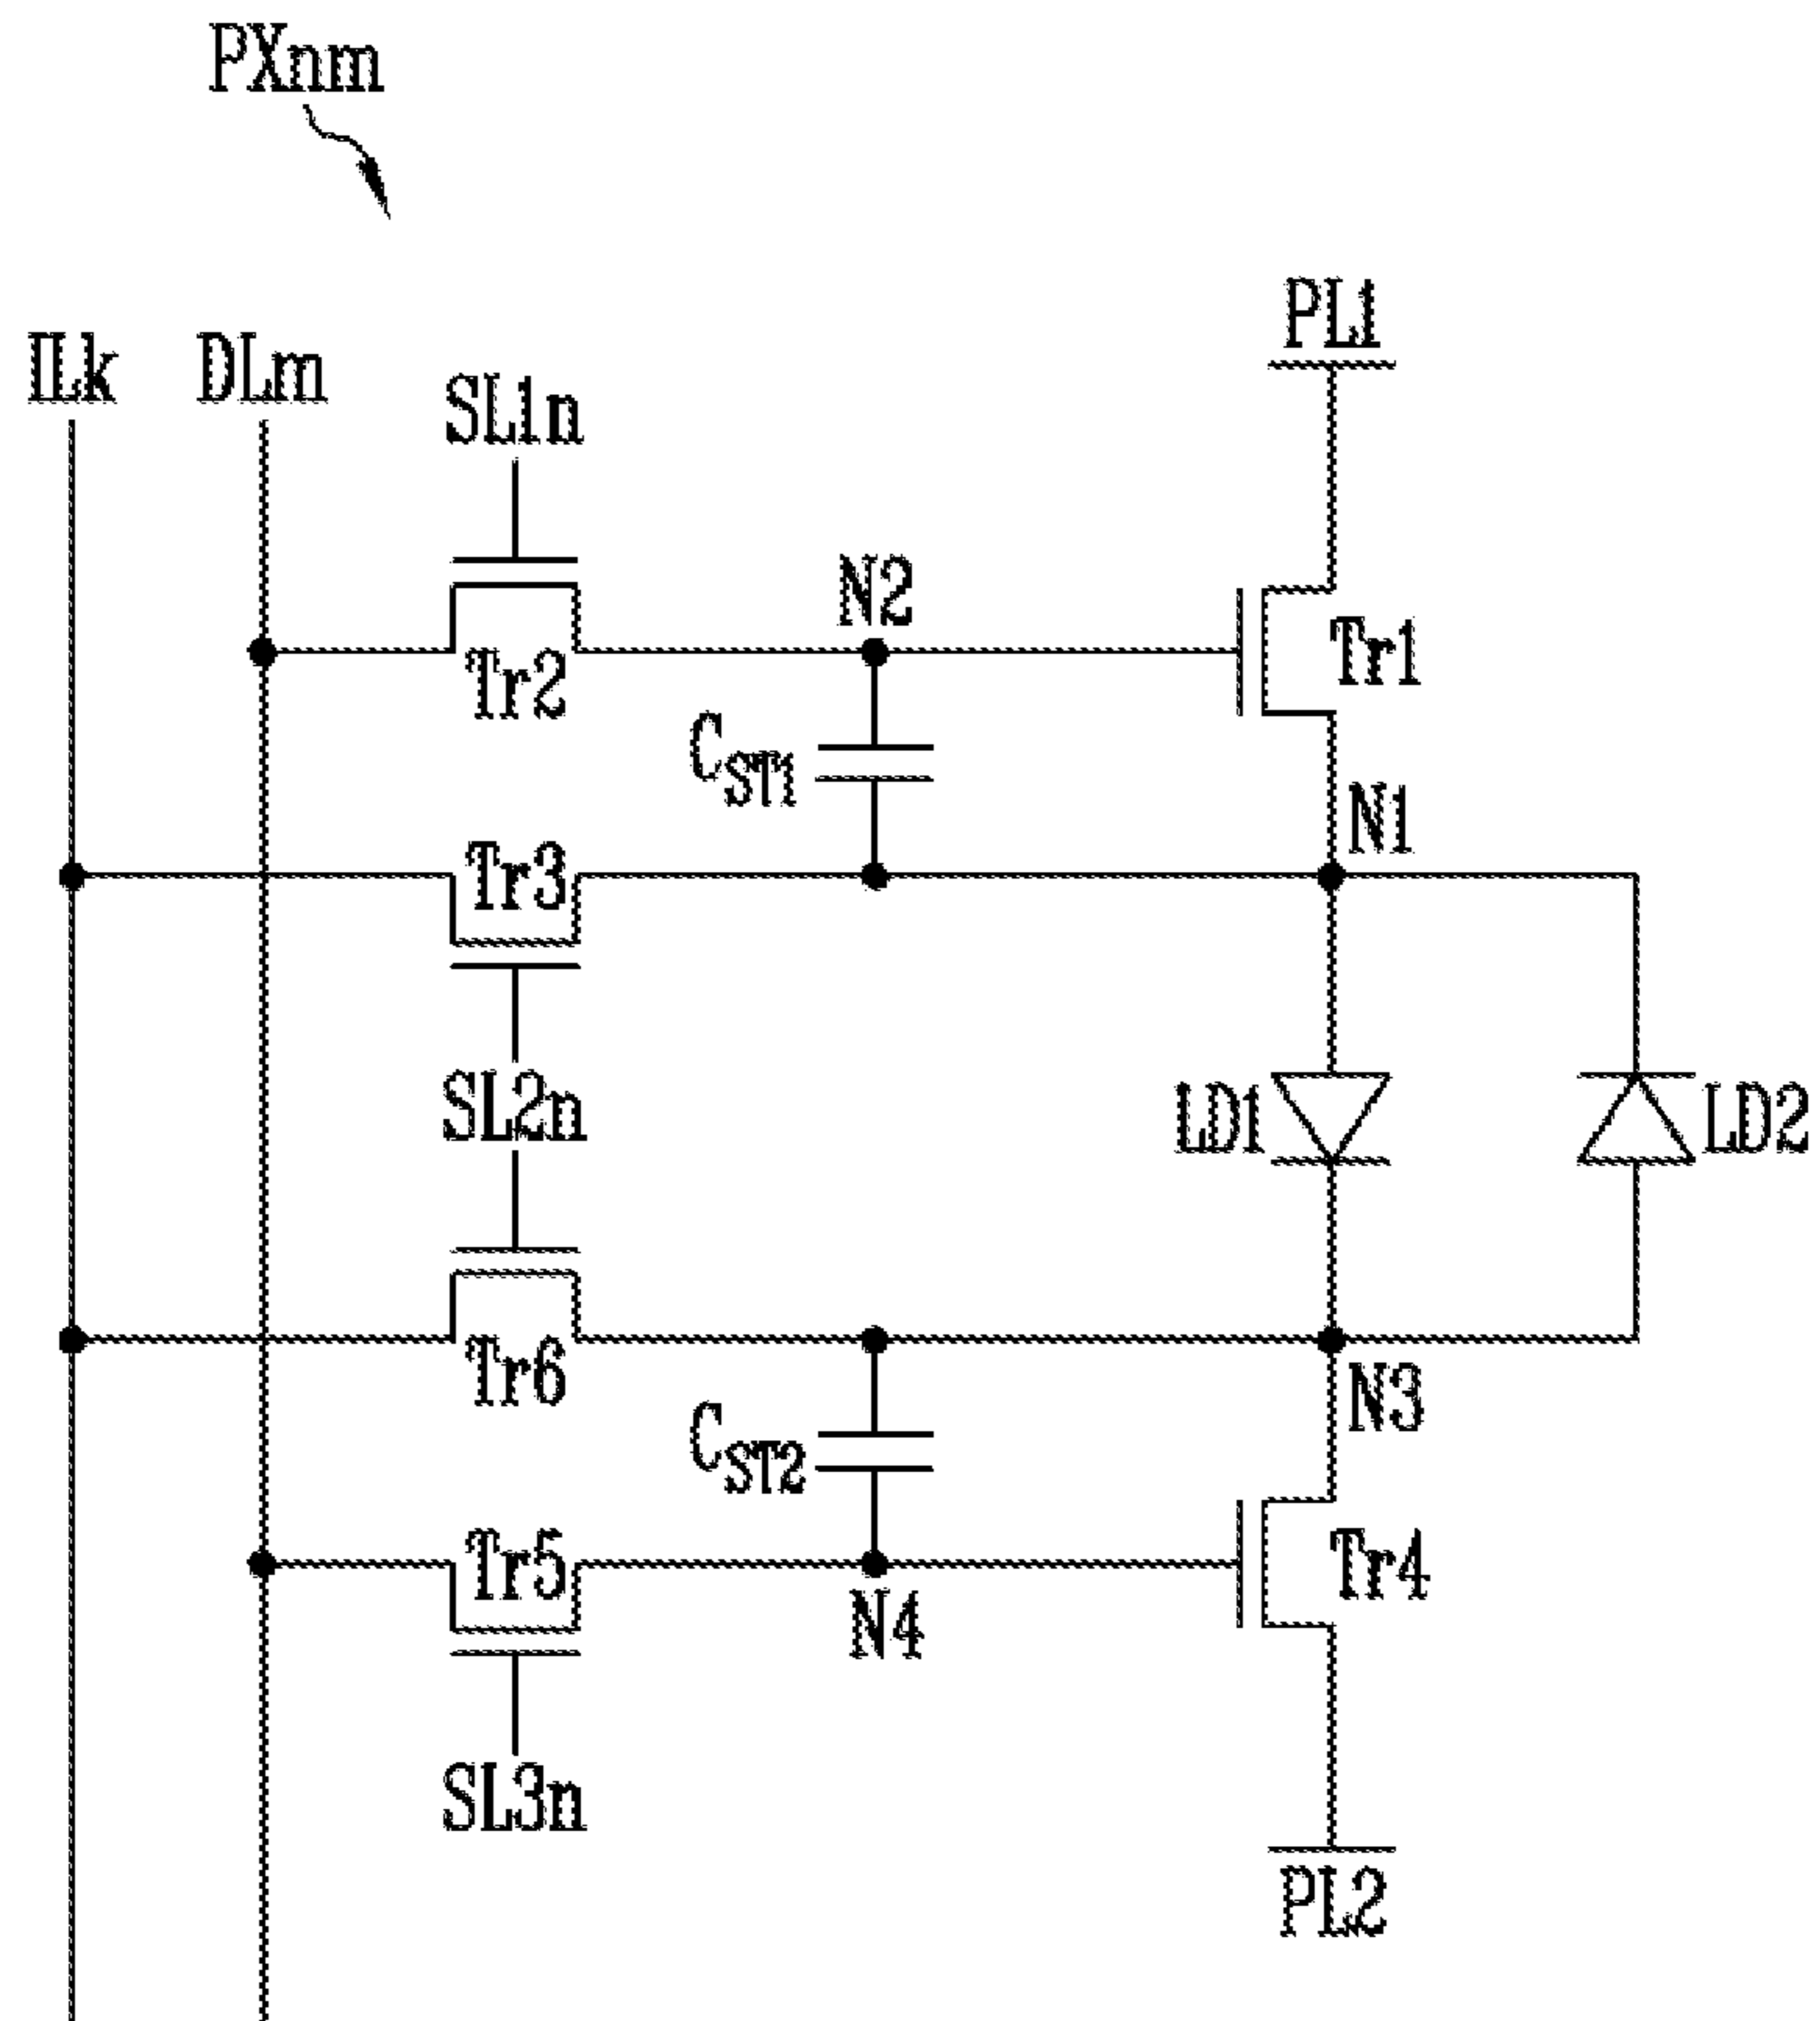 PXnm
PL1
ILk
DLm
SL1n
N2
Tr1
Tr2
CST1
N1
Tr3
SL2n
LD1
LD2
Tr6
N3
CST2
Tr5
Tr4
N4
SL3n
PL2